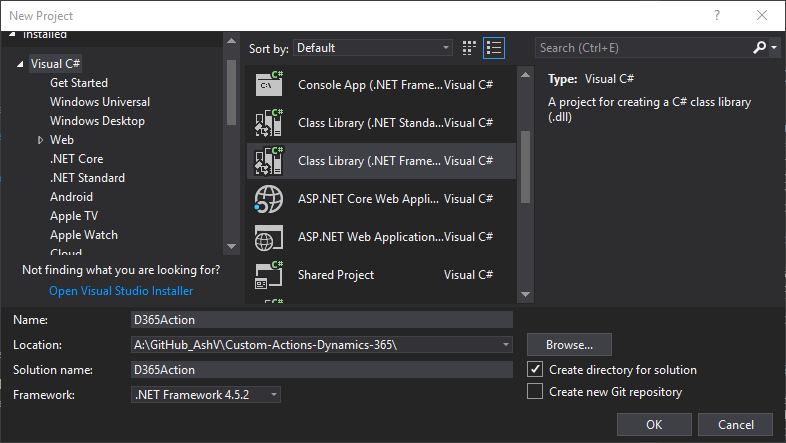 New Project
?
Installed
Sort by: Default
Search (Ctrl+E)
Visual C#
Get Started
Windows Universal
Windows Desktop
Web
.NET Core
.NET Standard
Android
Apple TV
Apple Watch
Cloud
Not finding what you are looking for?
Open Visual Studio Installer
C# C:\ Console App (.NET Frame... Visual C#
C# Class Library (.NET Standa... Visual C#
C# Class Library (.NET Frame... Visual C#
C# ASP.NET Core Web Appli... Visual C#
C# ASP.NET Web Application... Visual C#
C# Shared Project Visual C#
C#
Type: Visual C#
A project for creating a C# class library
(.dll)
Name: D365Action
Location: A:\GitHub_AshV\Custom-Actions-Dynamics-365\ Browse...
Solution name: D365Action
Create directory for solution
Framework: .NET Framework 4.5.2
Create new Git repository
OK Cancel